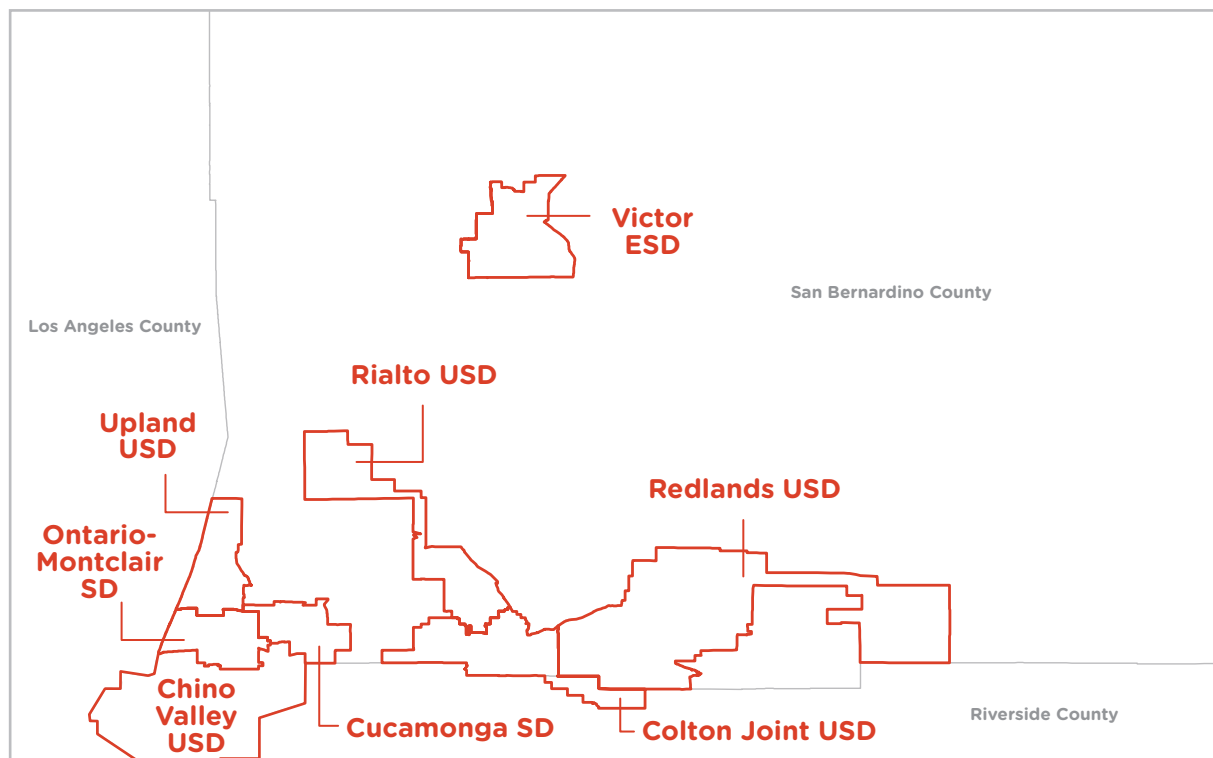 Victor
ESD
San Bernardino County
Los Angeles County
Rialto USD
Upland
USD
Redlands USD
Ontario-
Montclair
SD
Chino
Valley
USD
Cucamonga SD
Colton Joint USD
Riverside County